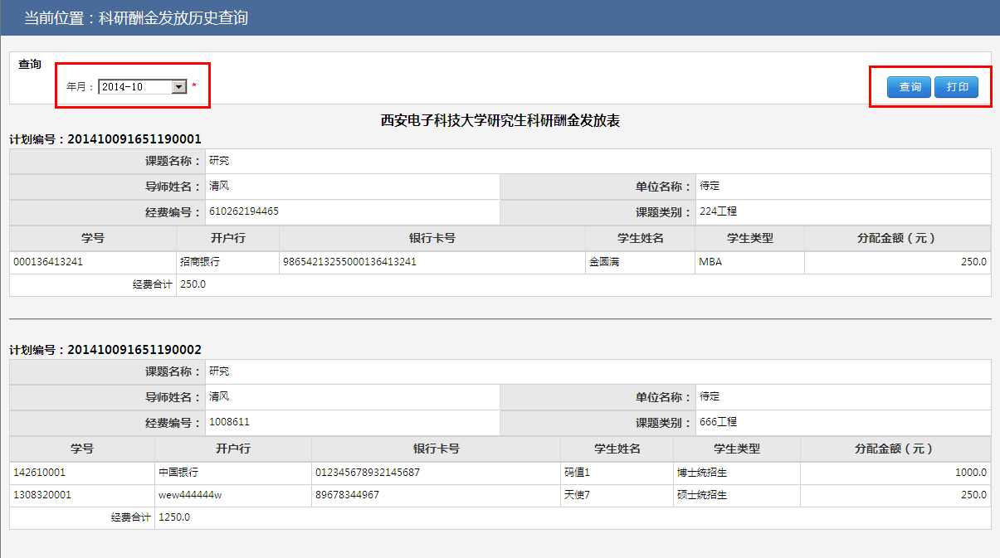 当前位置：科研酬金发放历史查询
查询
年月： 2014-10 *
查询 打印
西安电子科技大学研究生科研酬金发放表
计划编号：201410091651190001
课题名称： 研究
导师姓名： 清风 单位名称： 待定
经费编号： 610262194465 课题类别： 224工程
学号 开户行 银行卡号 学生姓名 学生类型 分配金额（元）
000136413241 招商银行 98654213255000136413241 金圆满 MBA 250.0
经费合计 250.0
计划编号：201410091651190002
课题名称： 研究
导师姓名： 清风 单位名称： 待定
经费编号： 1008611 课题类别： 666工程
学号 开户行 银行卡号 学生姓名 学生类型 分配金额（元）
142610001 中国银行 012345678932145687 码值1 博士统招生 1000.0
1308320001 wew444444w 89678344967 天使7 硕士统招生 250.0
经费合计 1250.0